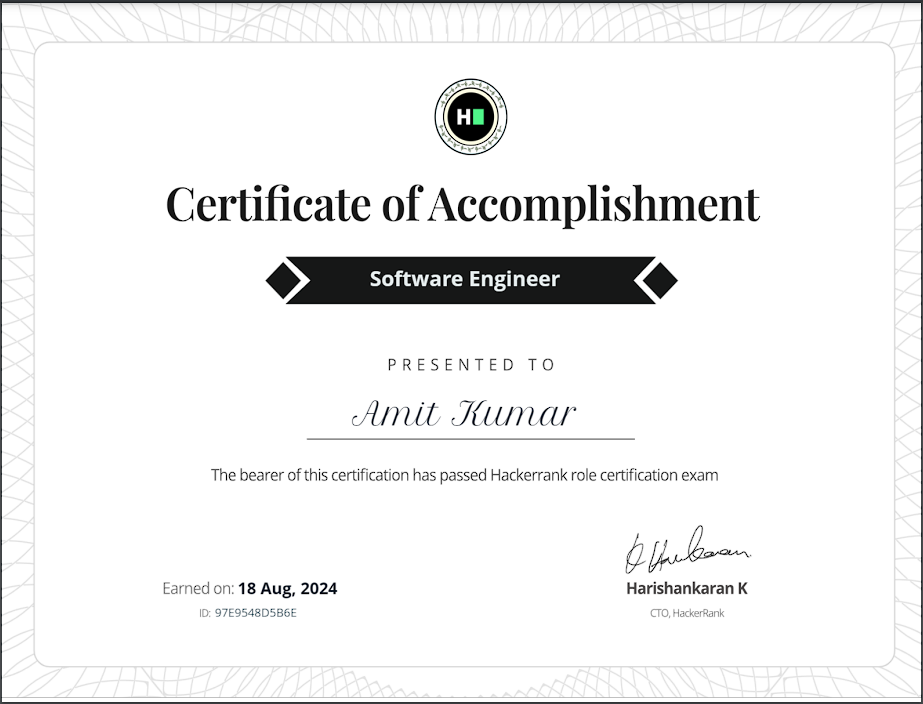 H
Certificate of Accomplishment
Software Engineer
PRESENTED TO
Amit Kumar
The bearer of this certification has passed Hackerrank role certification exam
Earned on: 18 Aug, 2024
ID: 97E9548D5B6E
Harishankaran K
CTO, HackerRank